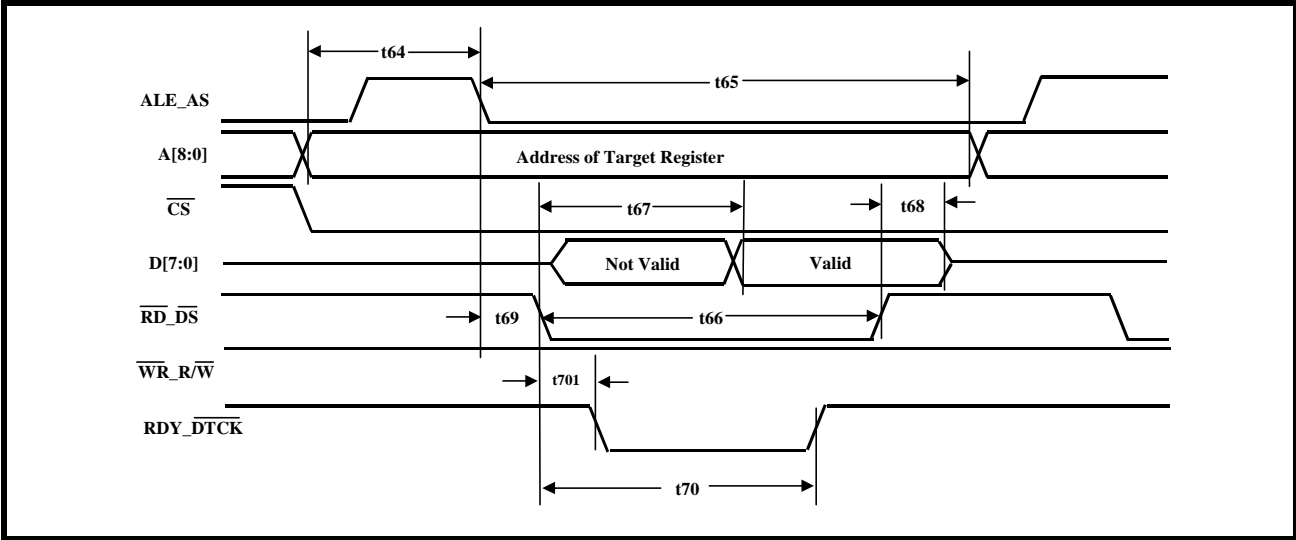 t64
t65
ALE_AS
A[8:0]
Address of Target Register
CS
t67
t68
D[7:0]
Not Valid
Valid
RD_DS
t69
t66
WR_R/W
t701
RDY_DTCK
t70